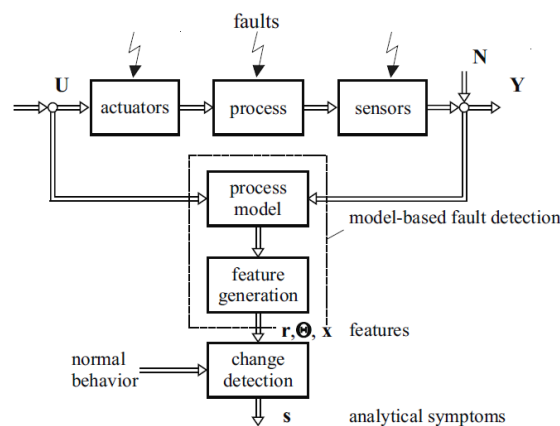 faults
U
N
Y
actuators
process
sensors
process
model
model-based fault detection
feature
generation
r,Θ, x
features
normal
behavior
change
detection
s
analytical symptoms